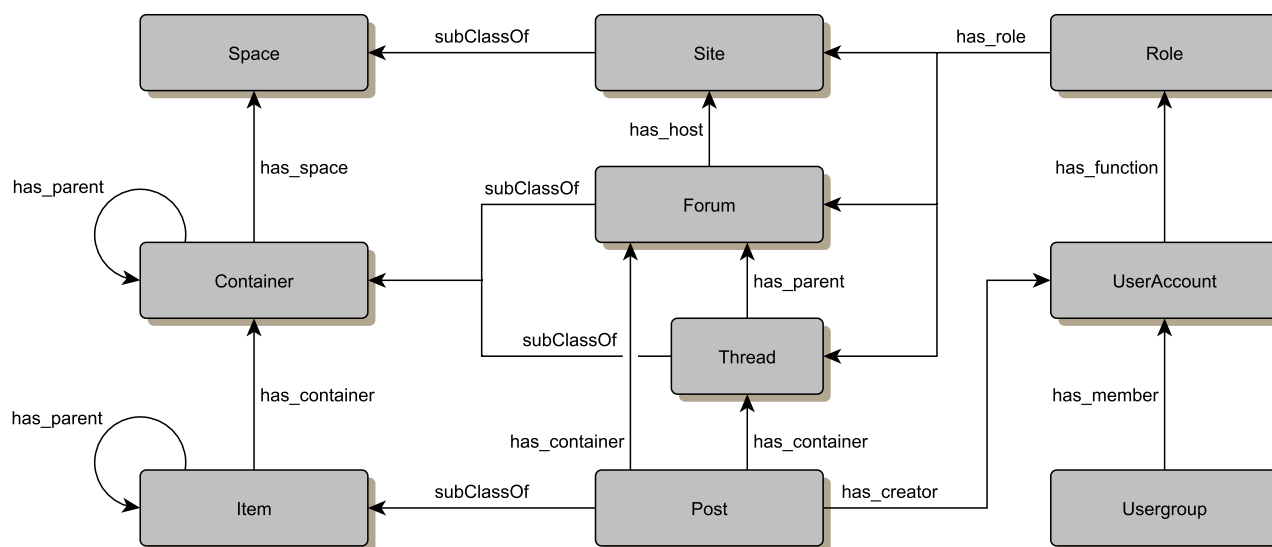 subClassOf
has_role
Space
Site
Role
has_host
has_space
has_function
has_parent
subClassOf
Forum
Container
has_parent
UserAccount
subClassOf
Thread
has_container
has_member
has_parent
has_container
has_container
subClassOf
has_creator
Item
Post
Usergroup